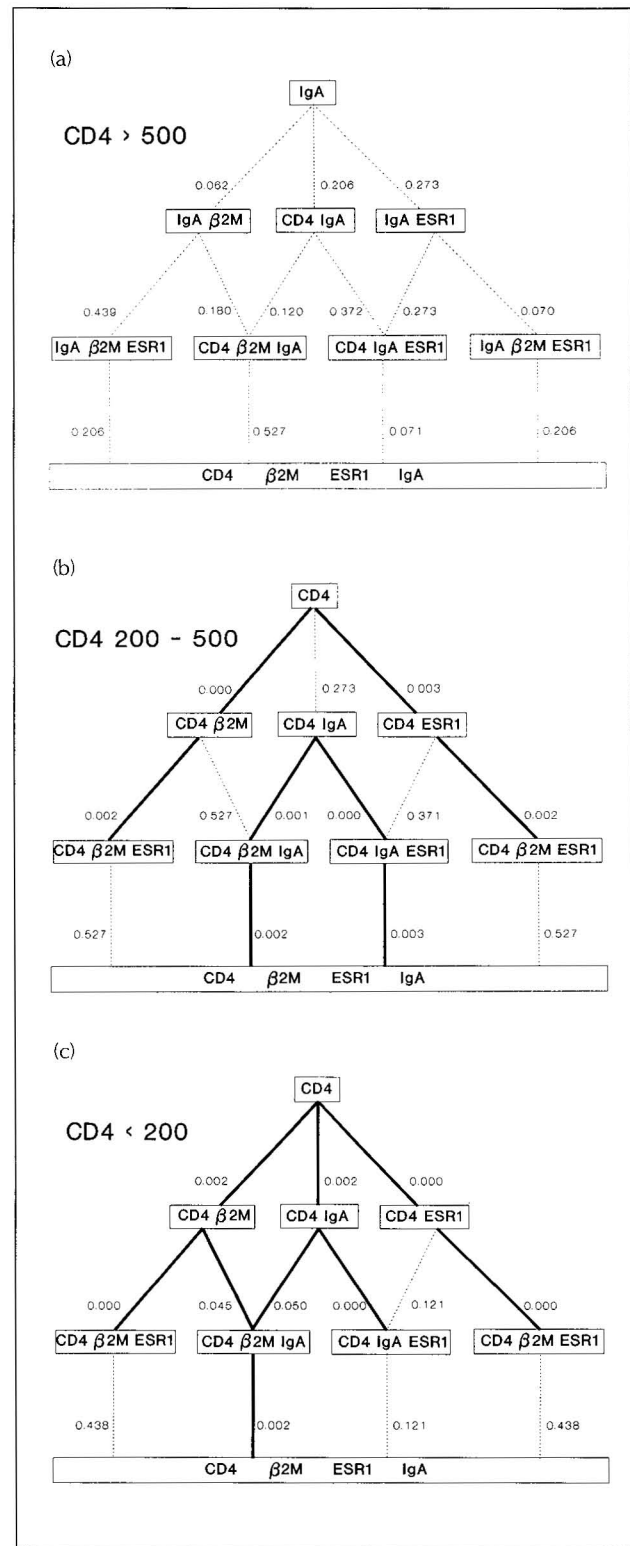 (a)
IgA
CD4 > 500
0.062 0.206 0.273
IgA β2M CD4 IgA IgA ESR1
0.439 0.180 0.120 0.372 0.273 0.070
IgA β2M ESR1 CD4 β2M IgA CD4 IgA ESR1 IgA β2M ESR1
0.206 0.527 0.071 0.206
CD4 β2M ESR1 IgA
(b)
CD4
CD4 200 - 500
0.000 0.273 0.003
CD4 β2M CD4 IgA CD4 ESR1
0.002 0.527 0.001 0.000 0.371 0.002
CD4 β2M ESR1 CD4 β2M IgA CD4 IgA ESR1 CD4 β2M ESR1
0.527 0.002 0.003 0.527
CD4 β2M ESR1 IgA
(c)
CD4
CD4 < 200
0.002 0.002 0.000
CD4 β2M CD4 IgA CD4 ESR1
0.000 0.045 0.050 0.000 0.121 0.000
CD4 β2M ESR1 CD4 β2M IgA CD4 IgA ESR1 CD4 β2M ESR1
0.438 0.002 0.121 0.438
CD4 β2M ESR1 IgA